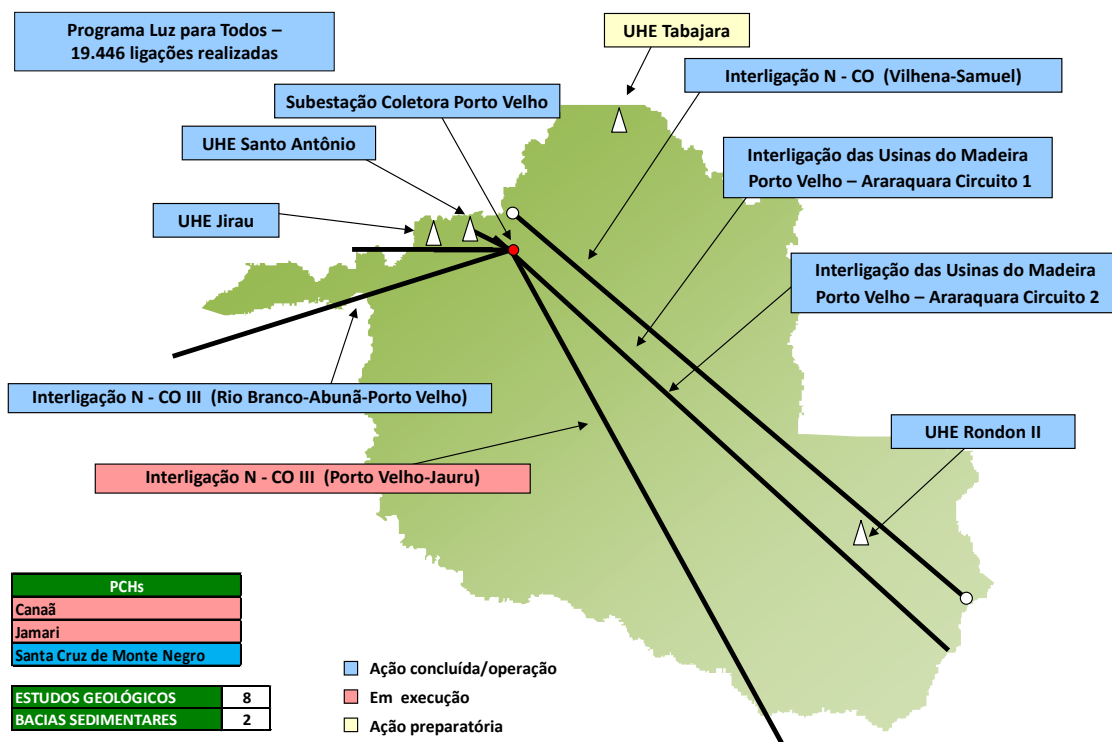 Programa Luz para Todos –
19.446 ligações realizadas
UHE Tabajara
Interligação N - CO (Vilhena-Samuel)
Subestação Coletora Porto Velho
UHE Santo Antônio
Interligação das Usinas do Madeira
Porto Velho – Araraquara Circuito 1
UHE Jirau
Interligação das Usinas do Madeira
Porto Velho – Araraquara Circuito 2
Interligação N - CO III (Rio Branco-Abunã-Porto Velho)
UHE Rondon II
Interligação N - CO III (Porto Velho-Jauru)
PCHs
Canaã
Jamari
Santa Cruz de Monte Negro
ESTUDOS GEOLÓGICOS 8
BACIAS SEDIMENTARES 2
Ação concluída/operação
Em execução
Ação preparatória